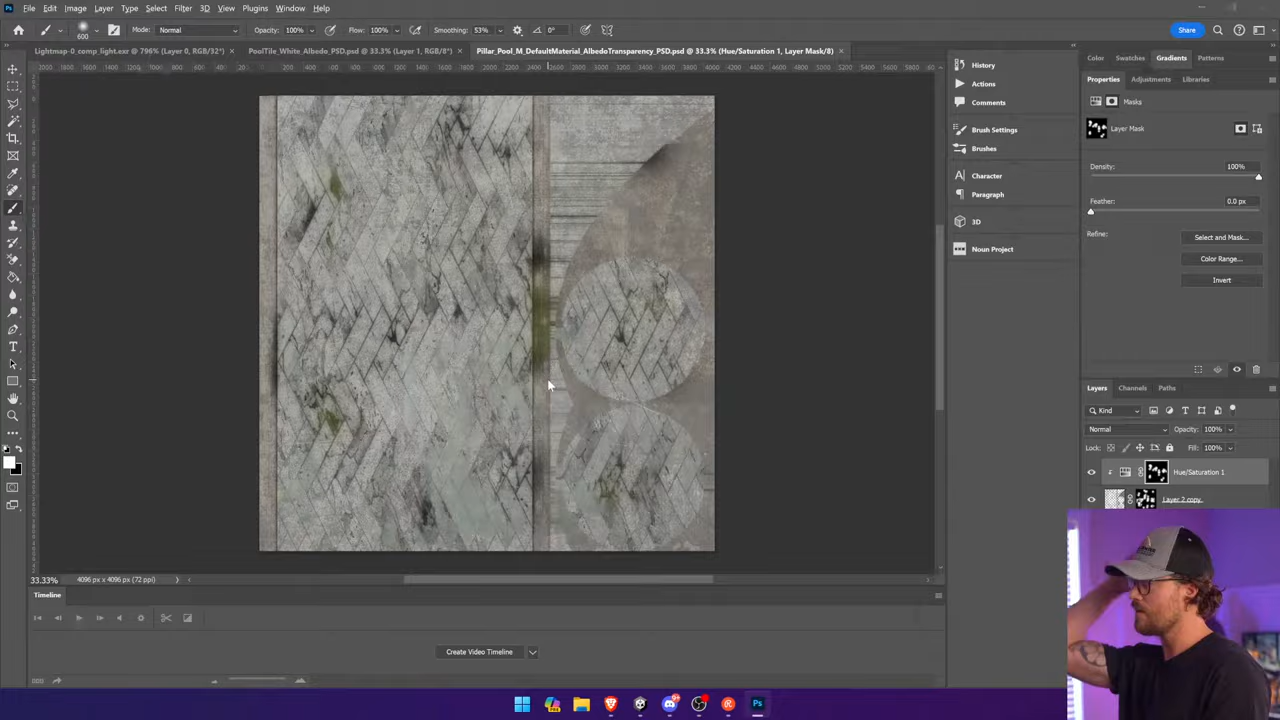 File Edit Image Layer Type Select Filter 3D View Plugins Window Help
600 Mode: Normal Opacity: 100% Flow: 100% Smoothing: 53% 0° Share
Lightmap-0_comp_light.exr @ 796% (Layer 0, RGB/32*) × PoolTile_White_Albedo_PSD.psd @ 33.3% (Layer 1, RGB/8*) × Pillar_Pool_M_DefaultMaterial_AlbedoTransparency_PSD.psd @ 33.3% (Hue/Saturation 1, Layer Mask/8) ×
History
Actions
Comments
Brush Settings
Brushes
Character
Paragraph
3D
Noun Project
Color Swatches Gradients Patterns
Properties Adjustments Libraries
Masks
Layer Mask
Density: 100%
Feather: 0.0 px
Refine: Select and Mask...
Color Range...
Invert
Layers Channels Paths
Kind
Normal Opacity: 100%
Lock: Fill: 100%
Hue/Saturation 1
Layer 2 copy
33.33% 4096 px x 4096 px (72 ppi)
Timeline
Create Video Timeline
Ps